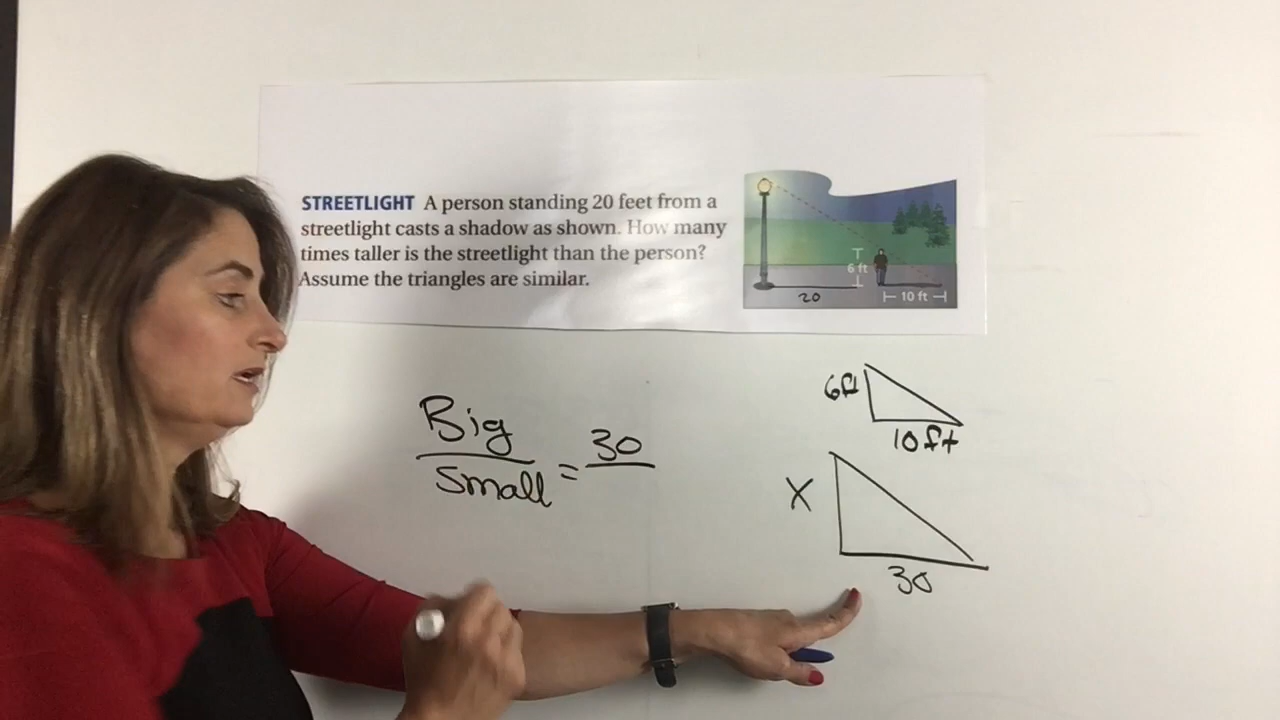 STREETLIGHT A person standing 20 feet from a
streetlight casts a shadow as shown. How many
times taller is the streetlight than the person?
Assume the triangles are similar.
6 ft
20
10 ft
Big
Small = 30
6ft
10ft
X
30